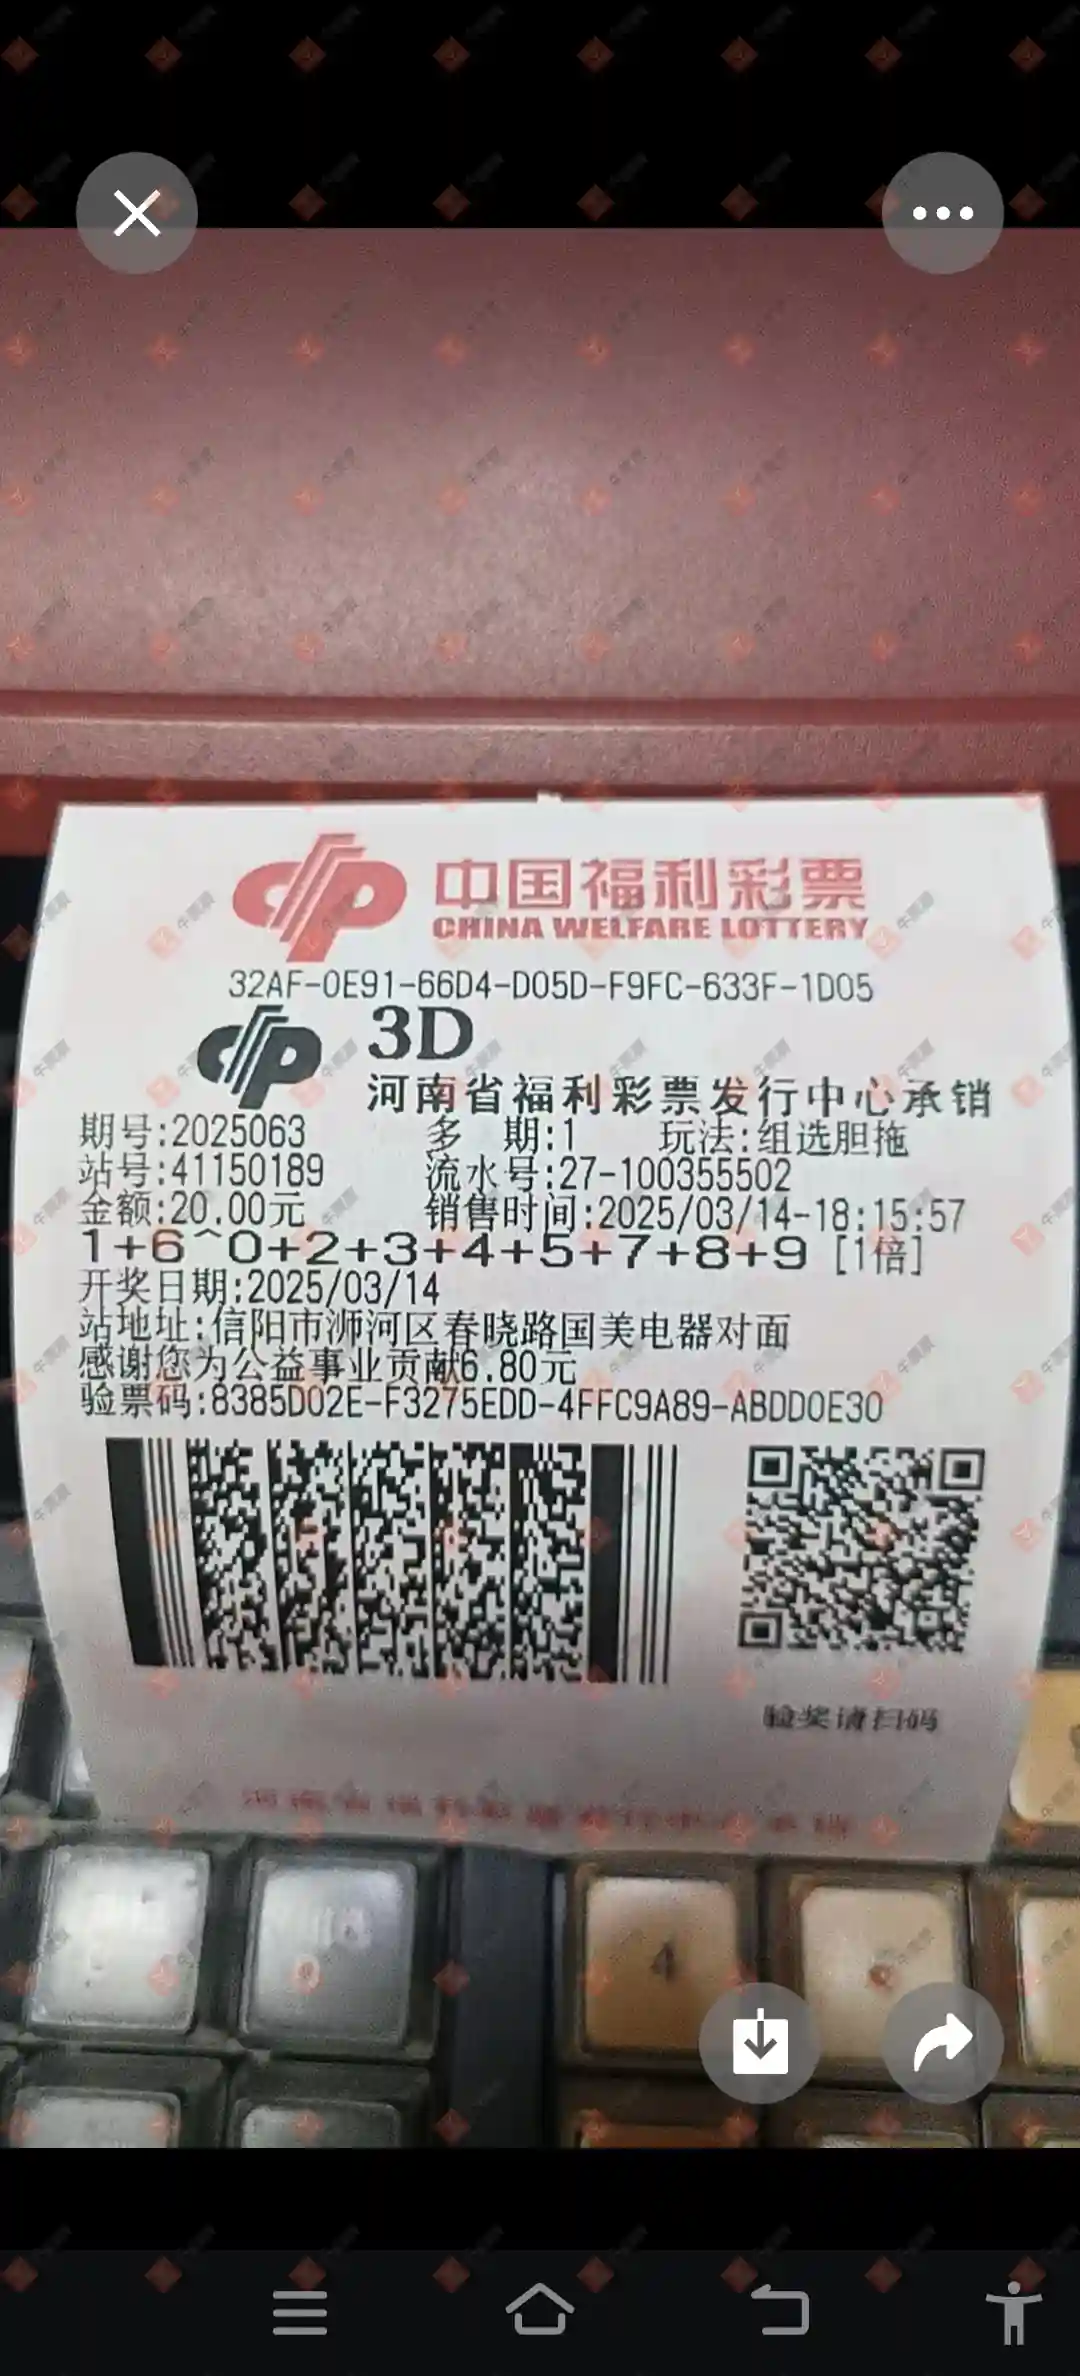 中国福利彩票
CHINA WELFARE LOTTERY
32AF-0E91-66D4-D05D-F9FC-633F-1D05
3D
河南省福利彩票发行中心承销
期号:2025063 多 期:1 玩法:组选胆拖
站号:41150189 流水号:27-100355502
金额:20.00元 销售时间:2025/03/14-18:15:57
1+6^0+2+3+4+5+7+8+9 [1倍]
开奖日期:2025/03/14
站地址:信阳市浉河区春晓路国美电器对面
感谢您为公益事业贡献6.80元
验票码:8385D02E-F3275EDD-4FFC9A89-ABDD0E30
验奖请扫码
4